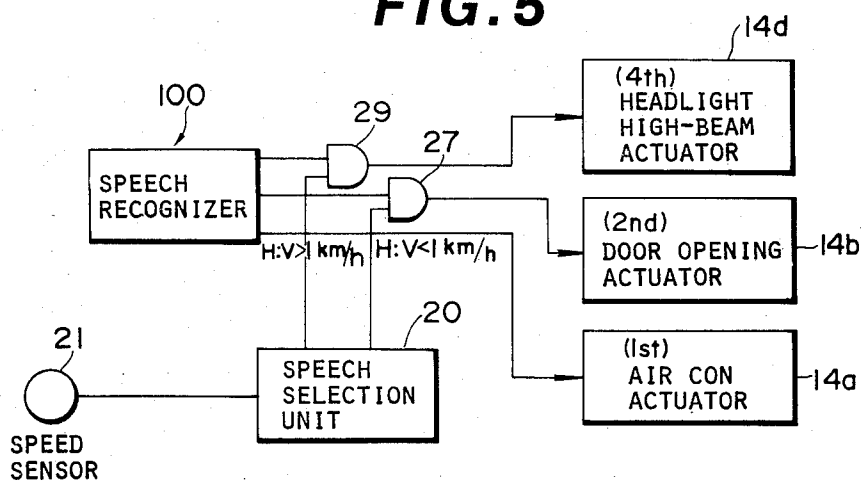 FIG. 5
14d
(4th)
HEADLIGHT
HIGH-BEAM
ACTUATOR
100
29
27
SPEECH
RECOGNIZER
H:V>1 km/h
H:V<1 km/h
(2nd)
DOOR OPENING
ACTUATOR
14b
21
20
SPEECH
SELECTION
UNIT
(1st)
AIR CON
ACTUATOR
14a
SPEED
SENSOR